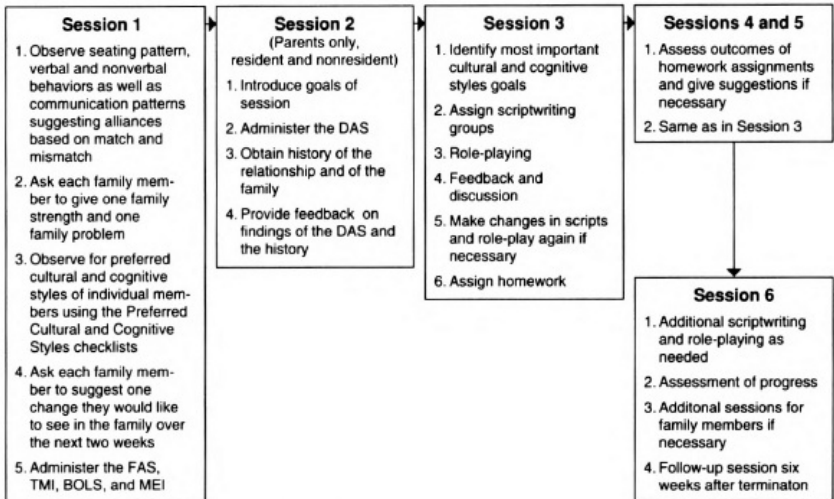 Session 1
1. Observe seating pattern,
verbal and nonverbal
behaviors as well as
communication patterns
suggesting alliances
based on match and
mismatch
2. Ask each family mem-
ber to give one family
strength and one
family problem
3. Observe for preferred
cultural and cognitive
styles of individual mem-
bers using the Preferred
Cultural and Cognitive
Styles checklists
4. Ask each family mem-
ber to suggest one
change they would like
to see in the family over
the next two weeks
5. Administer the FAS,
TMI, BOLS, and MEI
Session 2
(Parents only,
resident and nonresident)
1. Introduce goals of
session
2. Administer the DAS
3. Obtain history of the
relationship and of the
family
4. Provide feedback on
findings of the DAS and
the history
Session 3
1. Identify most important
cultural and cognitive
styles goals
2. Assign scriptwriting
groups
3. Role-playing
4. Feedback and
discussion
5. Make changes in scripts
and role-play again if
necessary
6. Assign homework
Sessions 4 and 5
1. Assess outcomes of
homework assignments
and give suggestions if
necessary
2. Same as in Session 3
Session 6
1. Additional scriptwriting
and role-playing as
needed
2. Assessment of progress
3. Additonal sessions for
family members if
necessary
4. Follow-up session six
weeks after terminaton